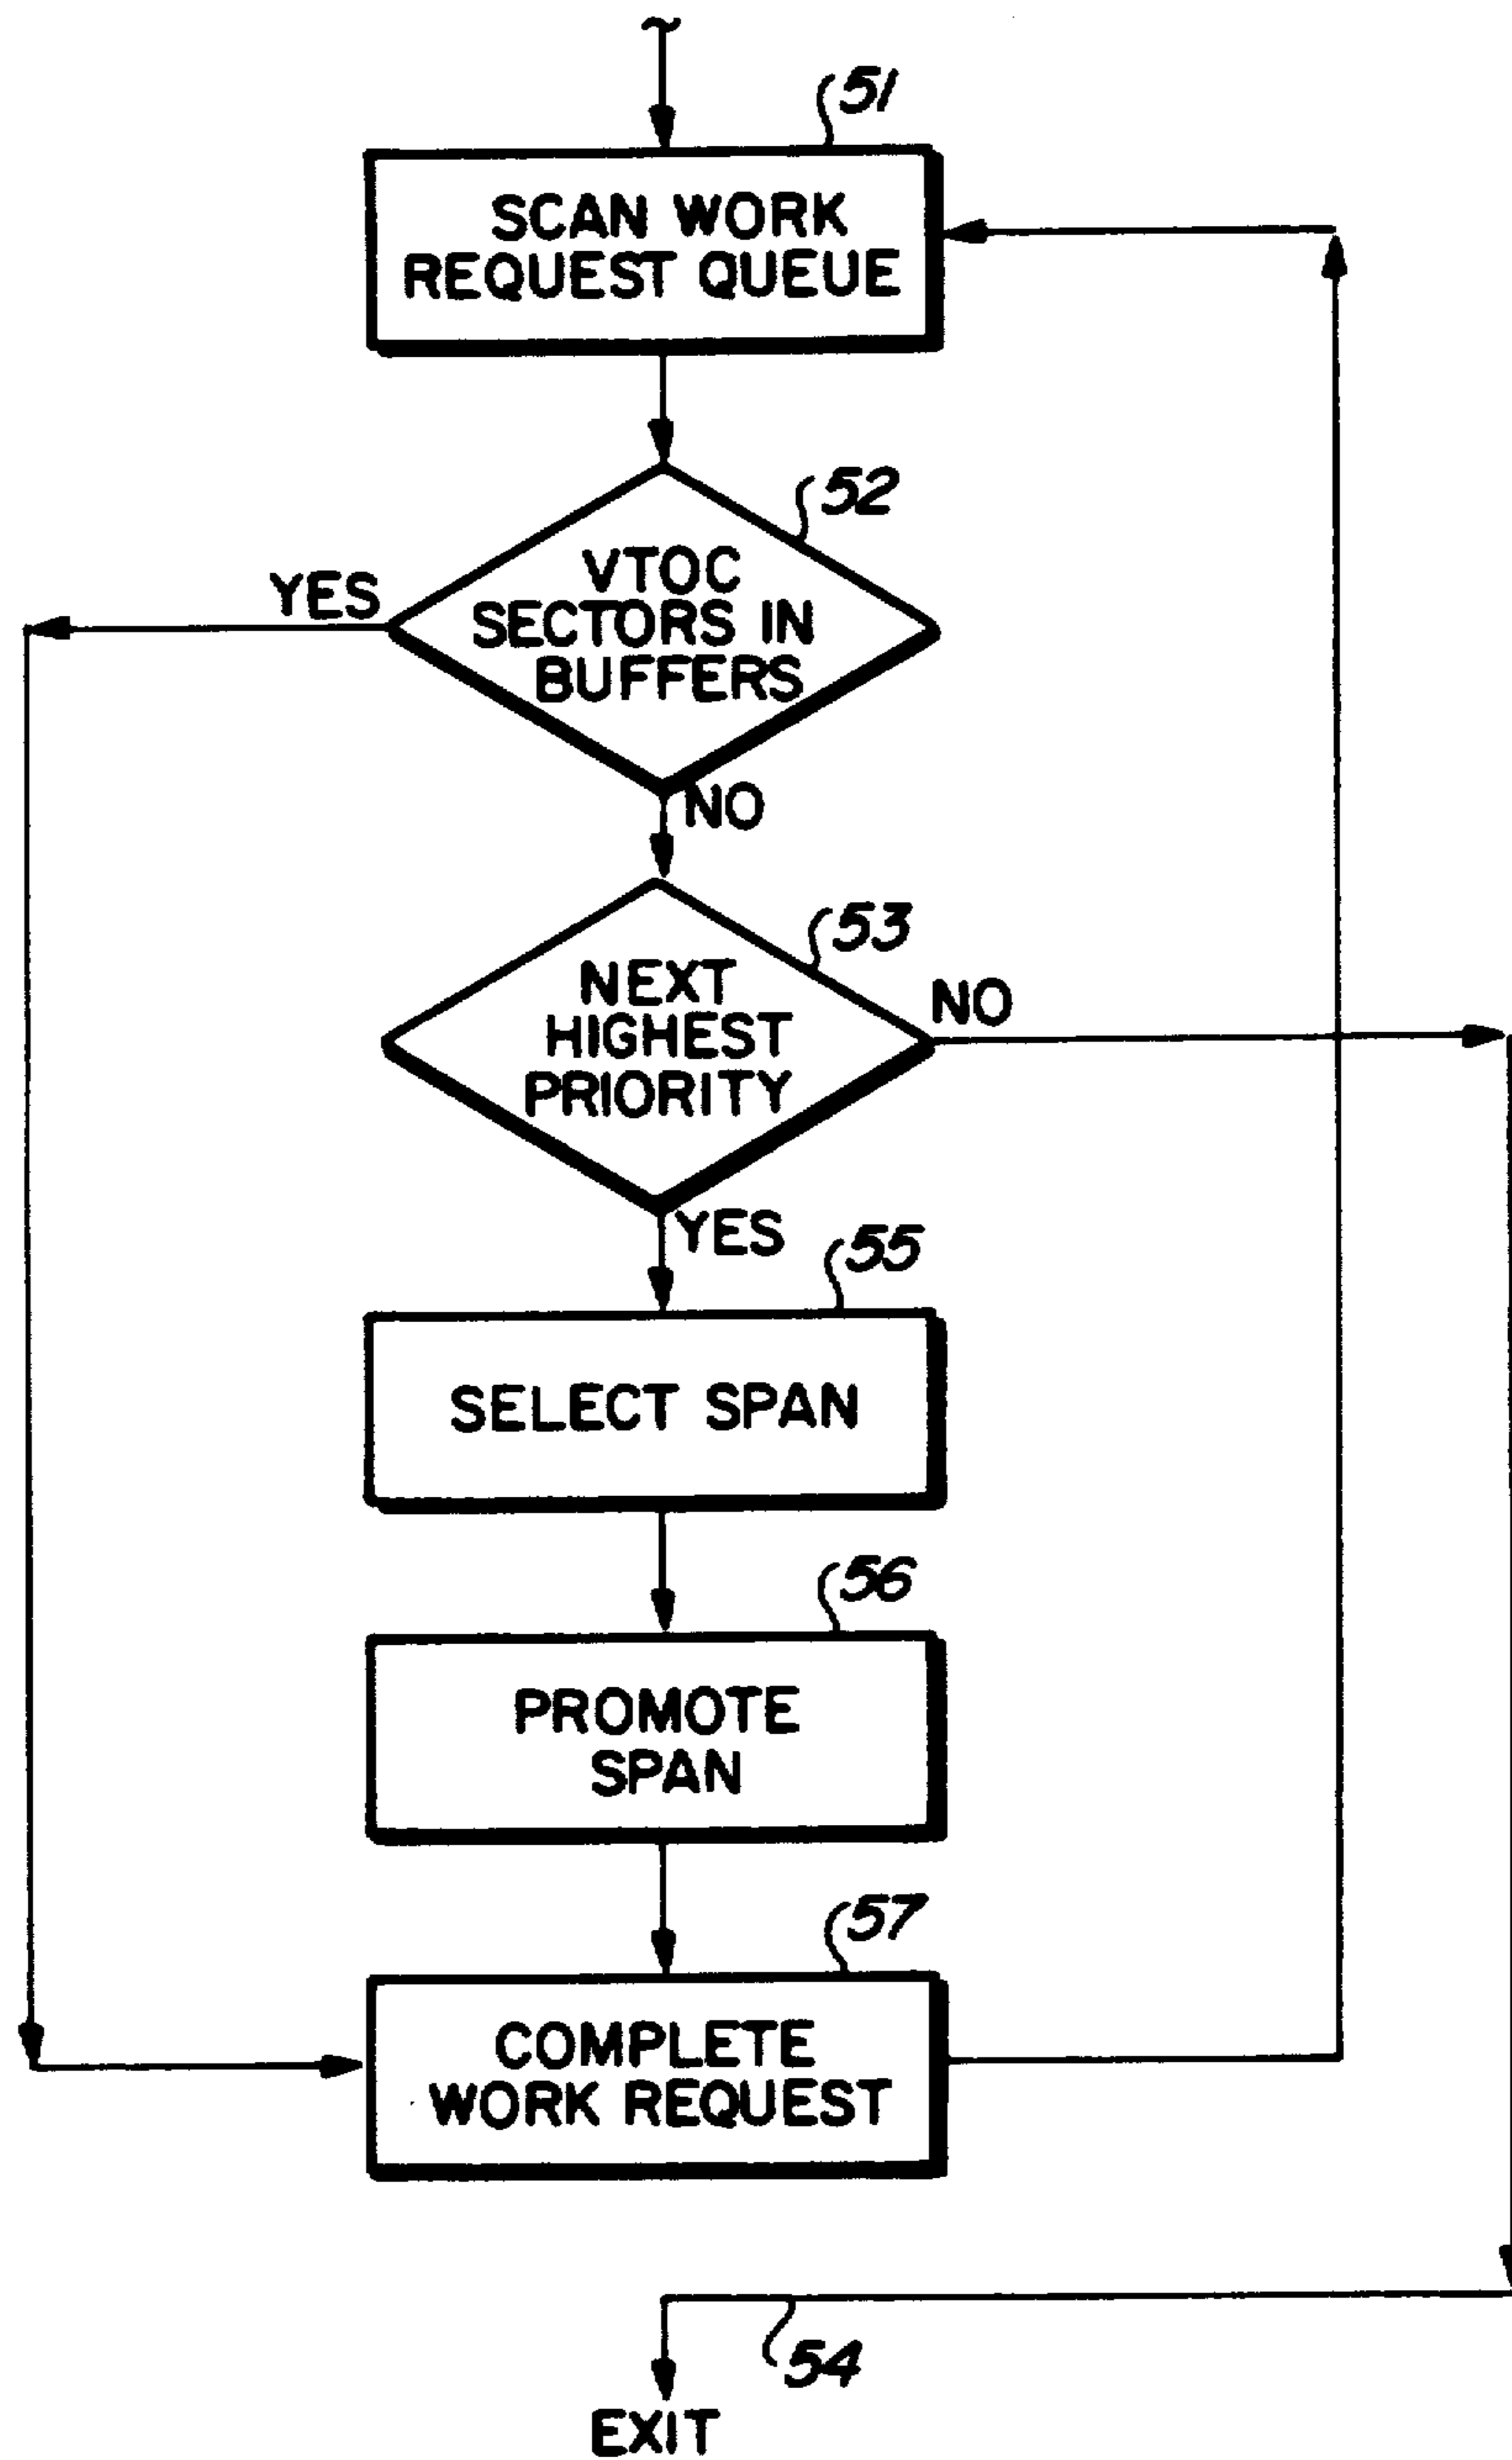 51
SCAN WORK
REQUEST QUEUE
52
VTOC
SECTORS IN
BUFFERS
YES
NO
53
NEXT
HIGHEST
PRIORITY
NO
YES
55
SELECT SPAN
56
PROMOTE
SPAN
57
COMPLETE
WORK REQUEST
54
EXIT